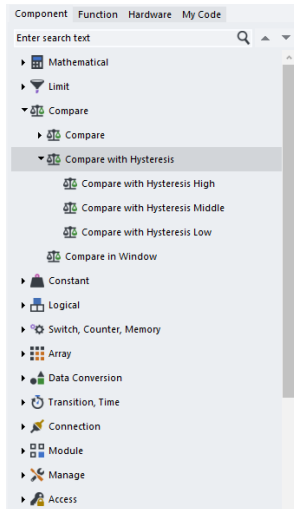 Component Function Hardware My Code
Enter search text
Mathematical
Limit
Compare
Compare
Compare with Hysteresis
Compare with Hysteresis High
Compare with Hysteresis Middle
Compare with Hysteresis Low
Compare in Window
Constant
Logical
Switch, Counter, Memory
Array
Data Conversion
Transition, Time
Connection
Module
Manage
Access